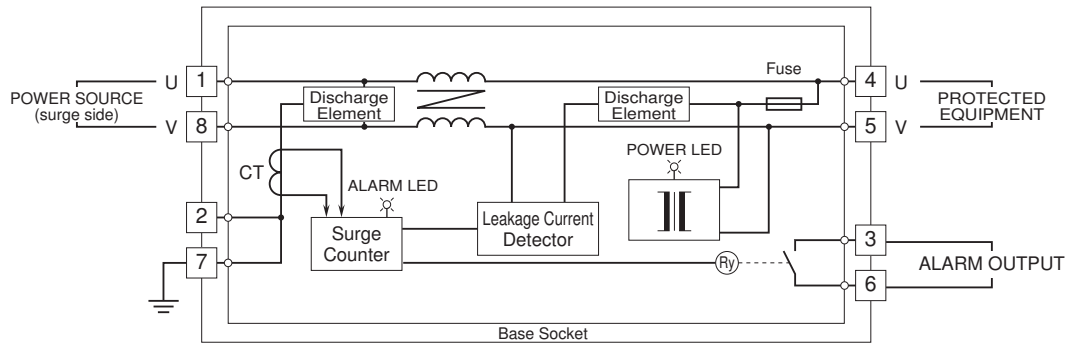 U 1
POWER SOURCE
(surge side)
V 8
CT
2
7
Discharge
Element
ALARM LED
Surge
Counter
Leakage Current
Detector
Discharge
Element
Fuse
POWER LED
Ry
4 U
PROTECTED
EQUIPMENT
5 V
3
ALARM OUTPUT
6
Base Socket